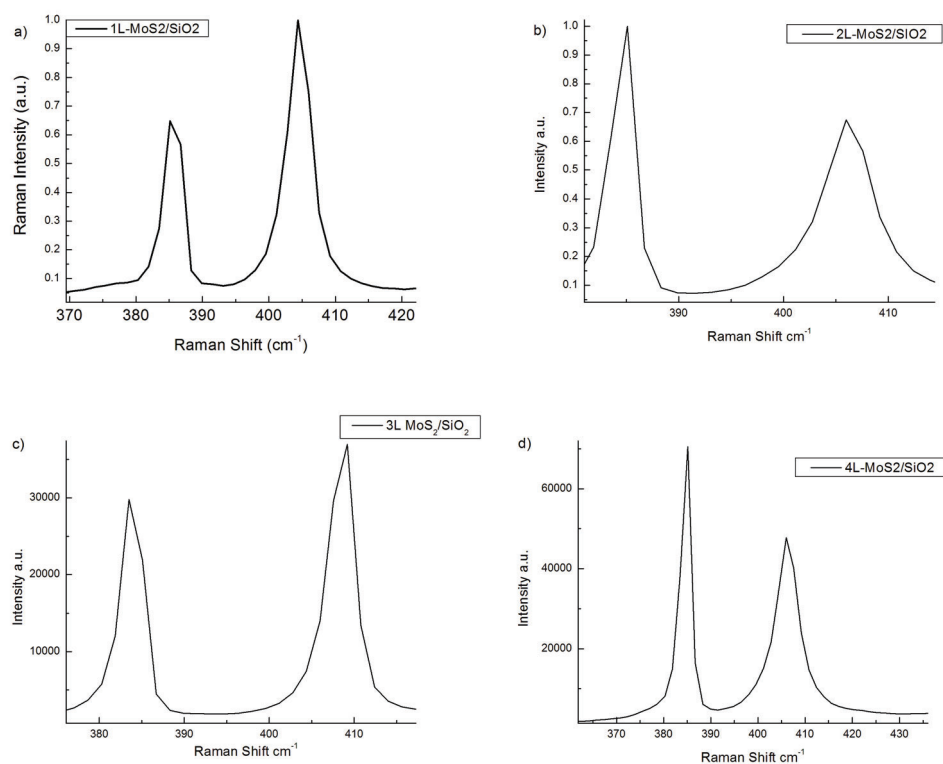 a)
1L-MoS2/SiO2
Raman Intensity (a.u.)
1.0
0.9
0.8
0.7
0.6
0.5
0.4
0.3
0.2
0.1
370 380 390 400 410 420
Raman Shift (cm-1)
b)
2L-MoS2/SIO2
Intensity a.u.
1.0
0.9
0.8
0.7
0.6
0.5
0.4
0.3
0.2
0.1
390 400 410
Raman Shift cm-1
c)
3L MoS2/SiO2
Intensity a.u.
30000
20000
10000
380 390 400 410
Raman Shift cm-1
d)
4L-MoS2/SIO2
Intensity a.u.
60000
40000
20000
370 380 390 400 410 420 430
Raman Shift cm-1